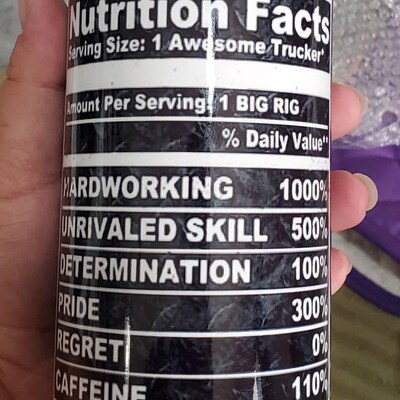 Nutrition Facts
Serving Size: 1 Awesome Trucker*
Amount Per Serving: 1 BIG RIG
% Daily Value**
HARDWORKING 1000%
UNRIVALED SKILL 500%
DETERMINATION 100%
PRIDE 300%
REGRET 0%
CAFFEINE 110%